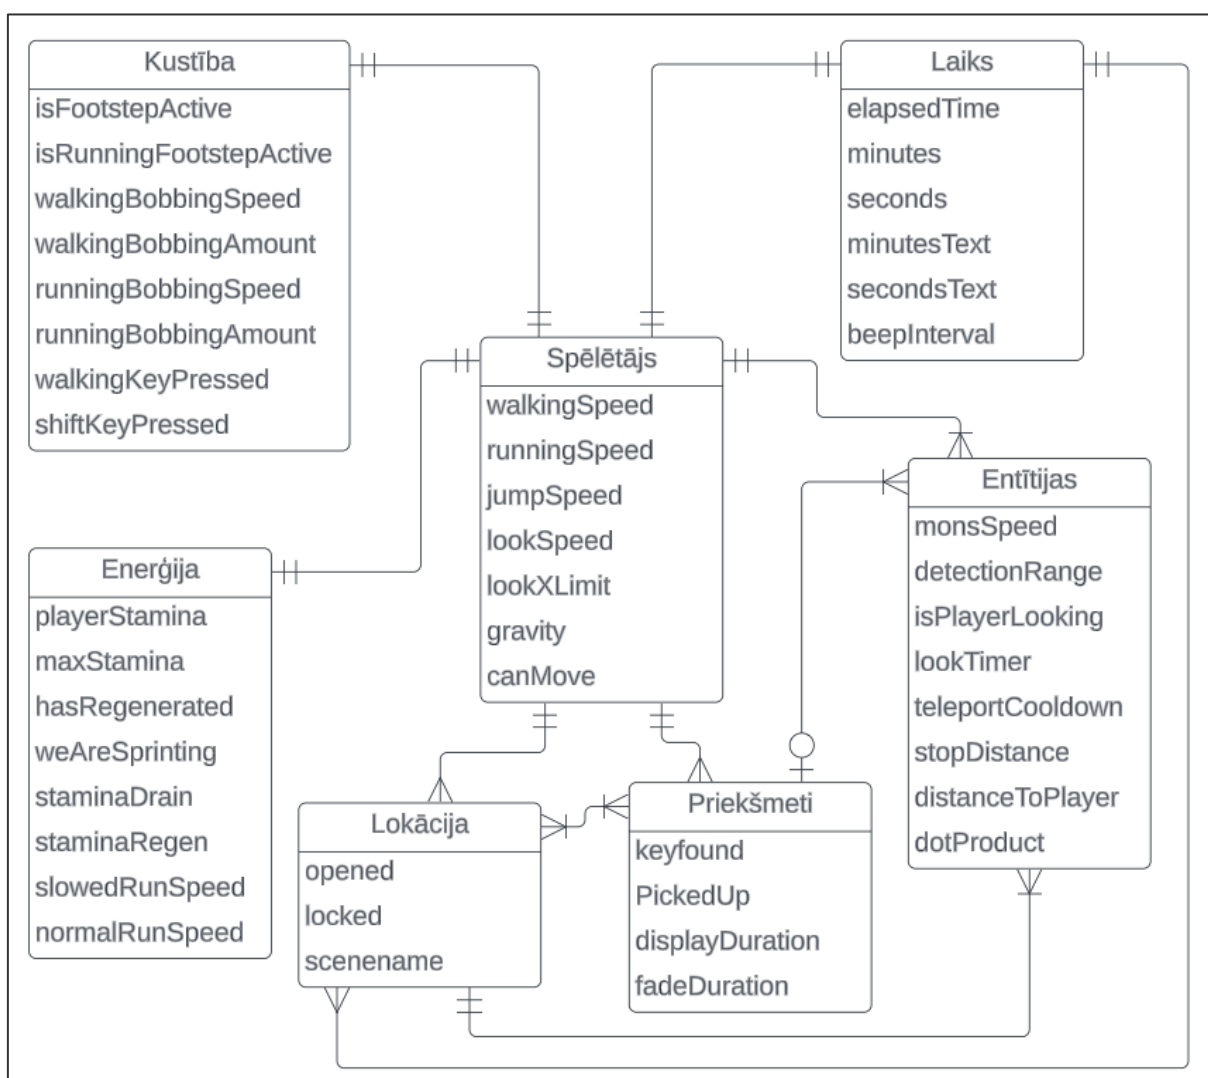 Kustība
isFootstepActive
isRunningFootstepActive
walkingBobbingSpeed
walkingBobbingAmount
runningBobbingSpeed
runningBobbingAmount
walkingKeyPressed
shiftKeyPressed
Laiks
elapsedTime
minutes
seconds
minutesText
secondsText
beepInterval
Spēlētājs
walkingSpeed
runningSpeed
jumpSpeed
lookSpeed
lookXLimit
gravity
canMove
Entītijas
monsSpeed
detectionRange
isPlayerLooking
lookTimer
teleportCooldown
stopDistance
distanceToPlayer
dotProduct
Enerģija
playerStamina
maxStamina
hasRegenerated
weAreSprinting
staminaDrain
staminaRegen
slowedRunSpeed
normalRunSpeed
Lokācija
opened
locked
scenename
Priekšmeti
keyfound
PickedUp
displayDuration
fadeDuration